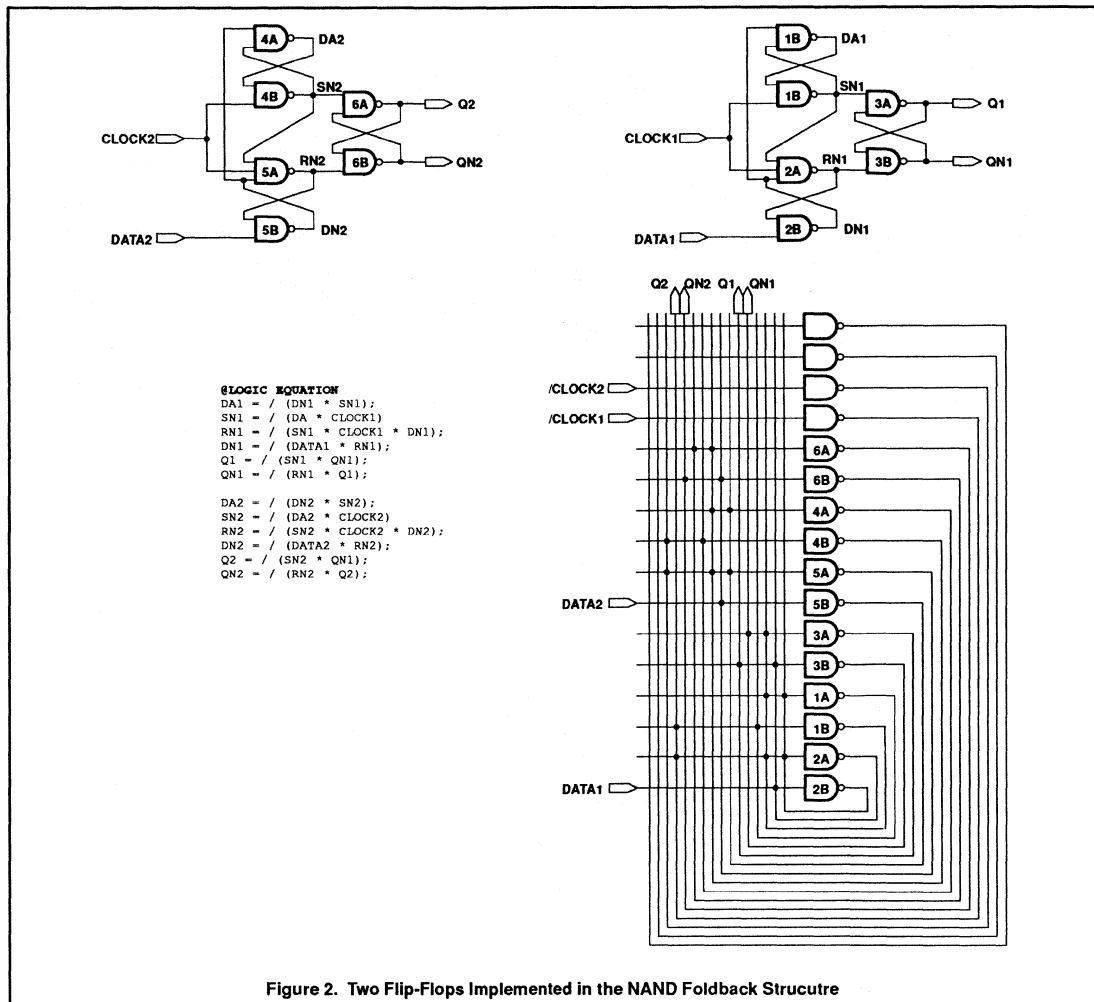 4A
DA2
4B
SN2
6A
Q2
CLOCK2
5A
RN2
6B
QN2
5B
DN2
DATA2
1B
DA1
1B
SN1
3A
Q1
CLOCK1
2A
RN1
3B
QN1
2B
DN1
DATA1
Q2 QN2 Q1 QN1
/CLOCK2
/CLOCK1
6A
6B
4A
4B
5A
DATA2
5B
3A
3B
1A
1B
2A
DATA1
2B
@LOGIC EQUATION
DA1 = / (DN1 * SN1);
SN1 = / (DA * CLOCK1)
RN1 = / (SN1 * CLOCK1 * DN1);
DN1 = / (DATA1 * RN1);
Q1 = / (SN1 * QN1);
QN1 = / (RN1 * Q1);
DA2 = / (DN2 * SN2);
SN2 = / (DA2 * CLOCK2)
RN2 = / (SN2 * CLOCK2 * DN2);
DN2 = / (DATA2 * RN2);
Q2 = / (SN2 * QN1);
QN2 = / (RN2 * Q2);
Figure 2. Two Flip-Flops Implemented in the NAND Foldback Strucutre